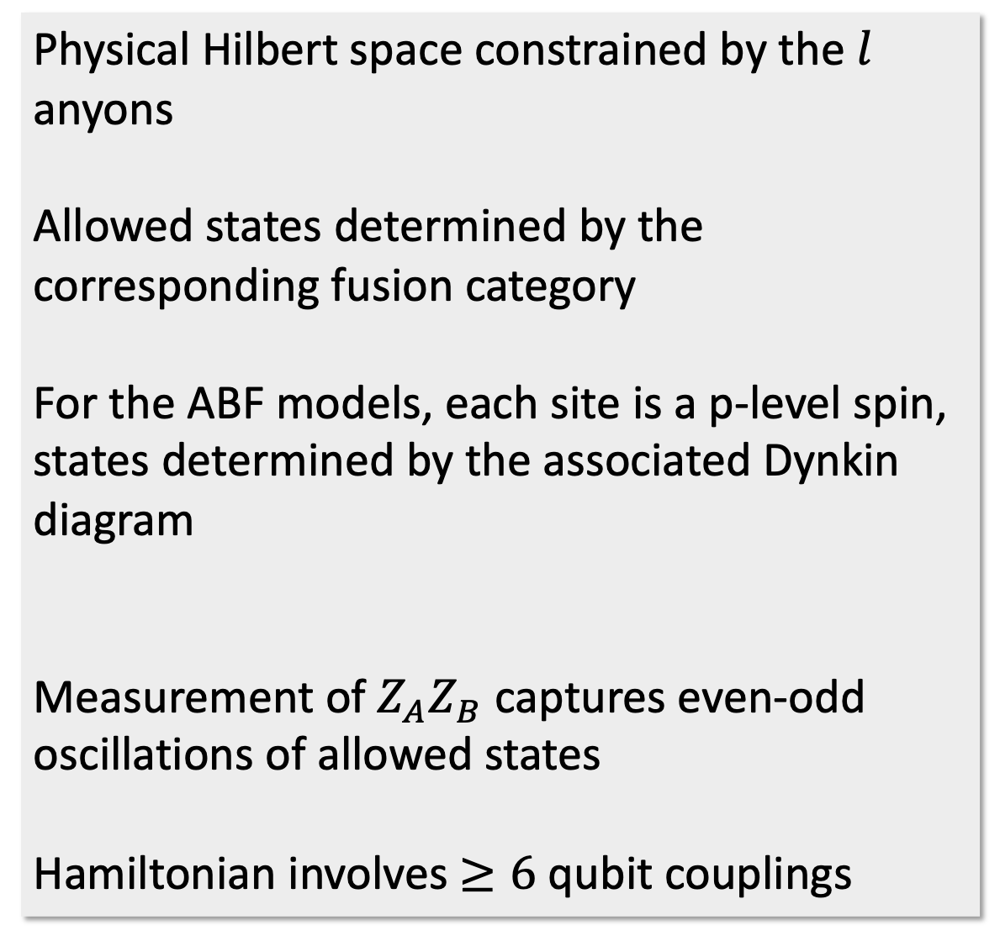 Physical Hilbert space constrained by the l
anyons
Allowed states determined by the
corresponding fusion category
For the ABF models, each site is a p-level spin,
states determined by the associated Dynkin
diagram
Measurement of Z_A Z_B captures even-odd
oscillations of allowed states
Hamiltonian involves ≥ 6 qubit couplings